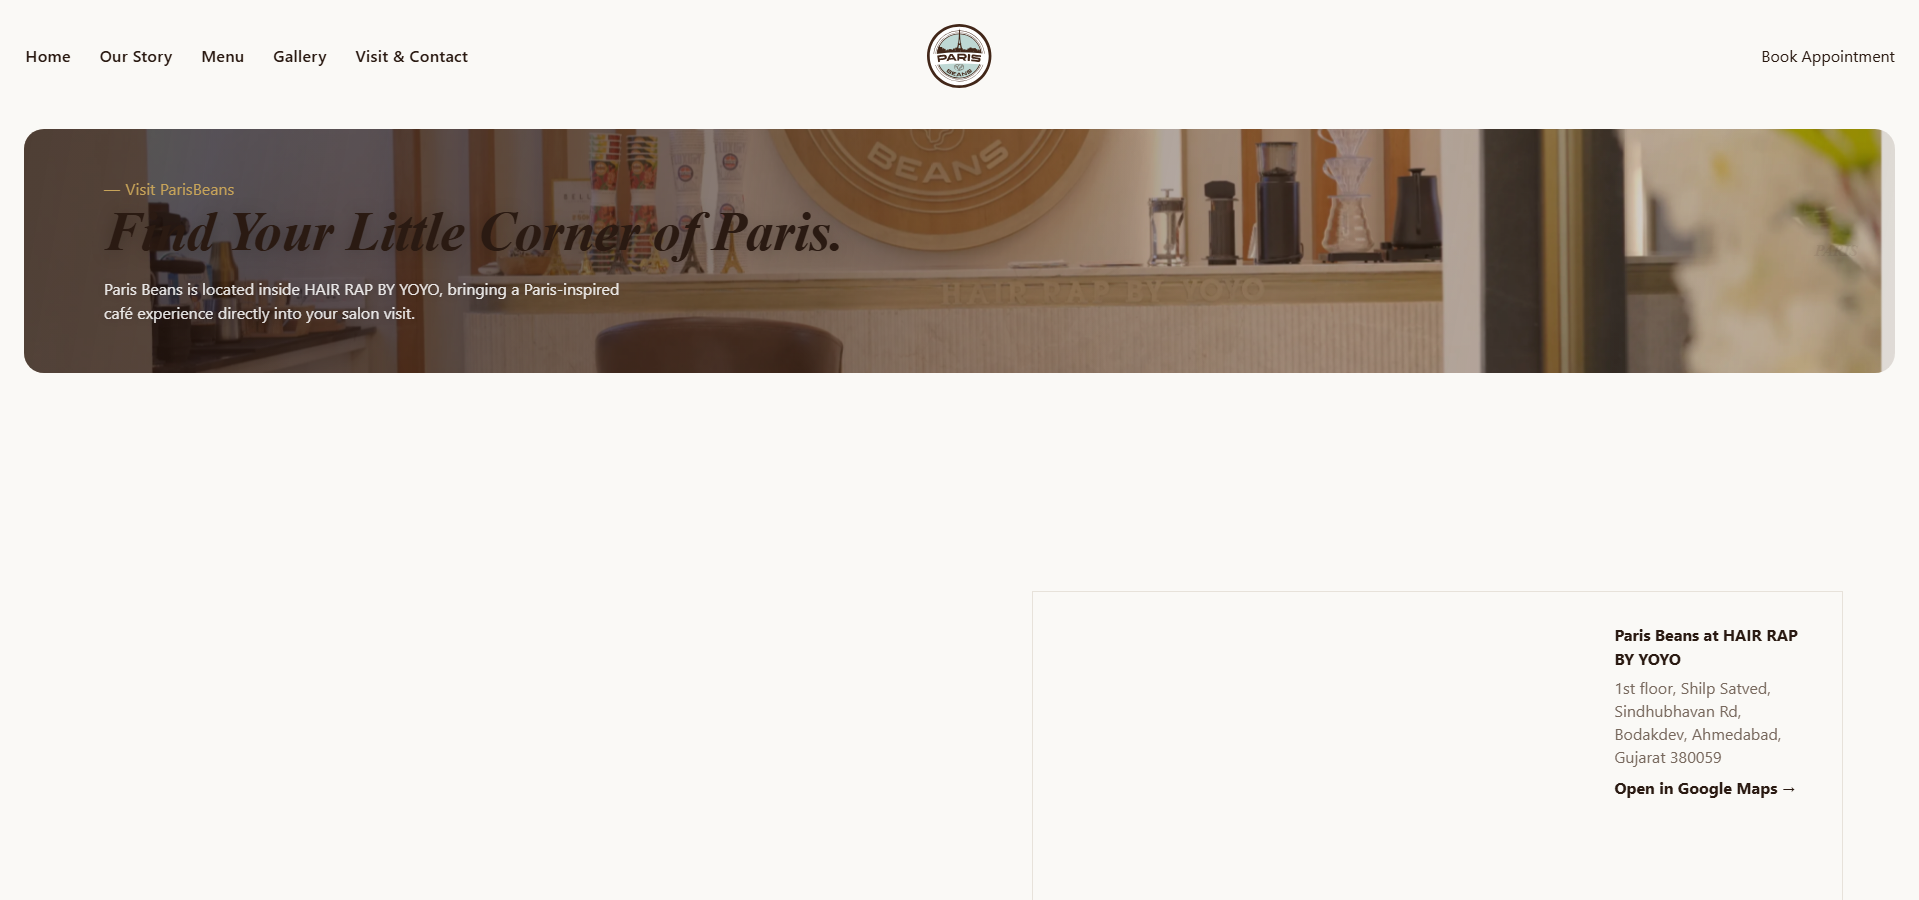 Home Our Story Menu Gallery Visit & Contact
PARIS
BEANS
Book Appointment
BEANS
— Visit ParisBeans
Find Your Little Corner of Paris.
HAIR RAP BY YOYO
Paris Beans is located inside HAIR RAP BY YOYO, bringing a Paris-inspired
café experience directly into your salon visit.
Paris Beans at HAIR RAP
BY YOYO
1st floor, Shilp Satved,
Sindhubhavan Rd,
Bodakdev, Ahmedabad,
Gujarat 380059
Open in Google Maps →